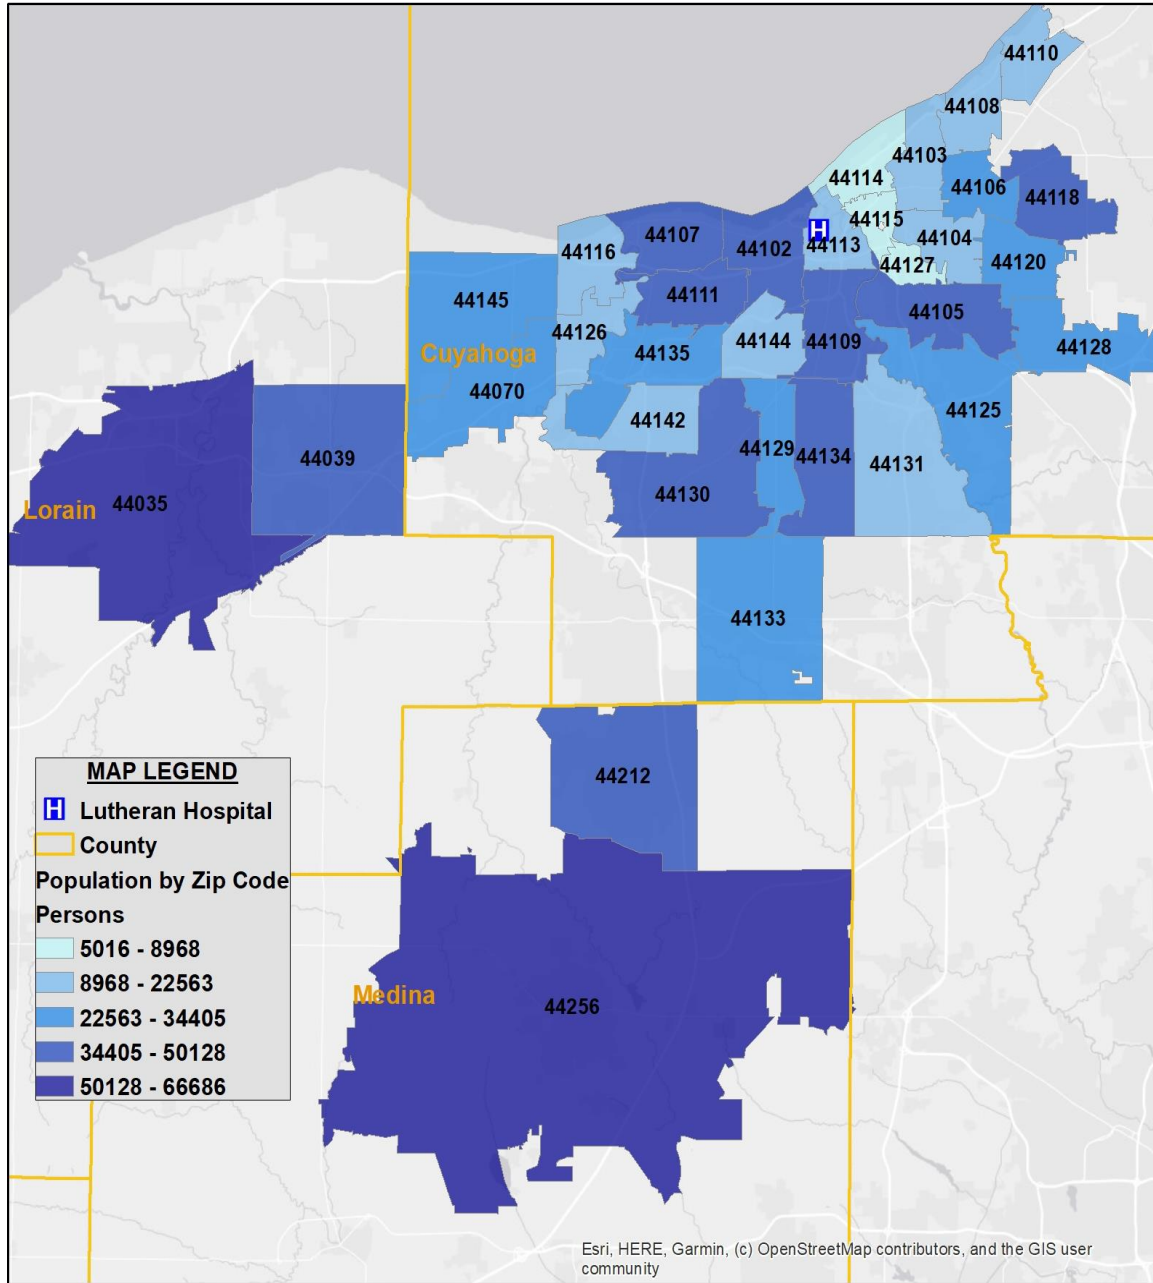 44110
44108
44103
44114
44106
44118
44115
44104
44107
44102
H
44113
44116
44127
44120
44145
44111
44105
44126
44144
44109
44135
44128
Cuyahoga
44070
44142
44125
44129
44134
44131
44039
44130
44035
Lorain
44133
44212
44256
Medina
MAP LEGEND
H Lutheran Hospital
County
Population by Zip Code
Persons
5016 - 8968
8968 - 22563
22563 - 34405
34405 - 50128
50128 - 66686
Esri, HERE, Garmin, (c) OpenStreetMap contributors, and the GIS user
community